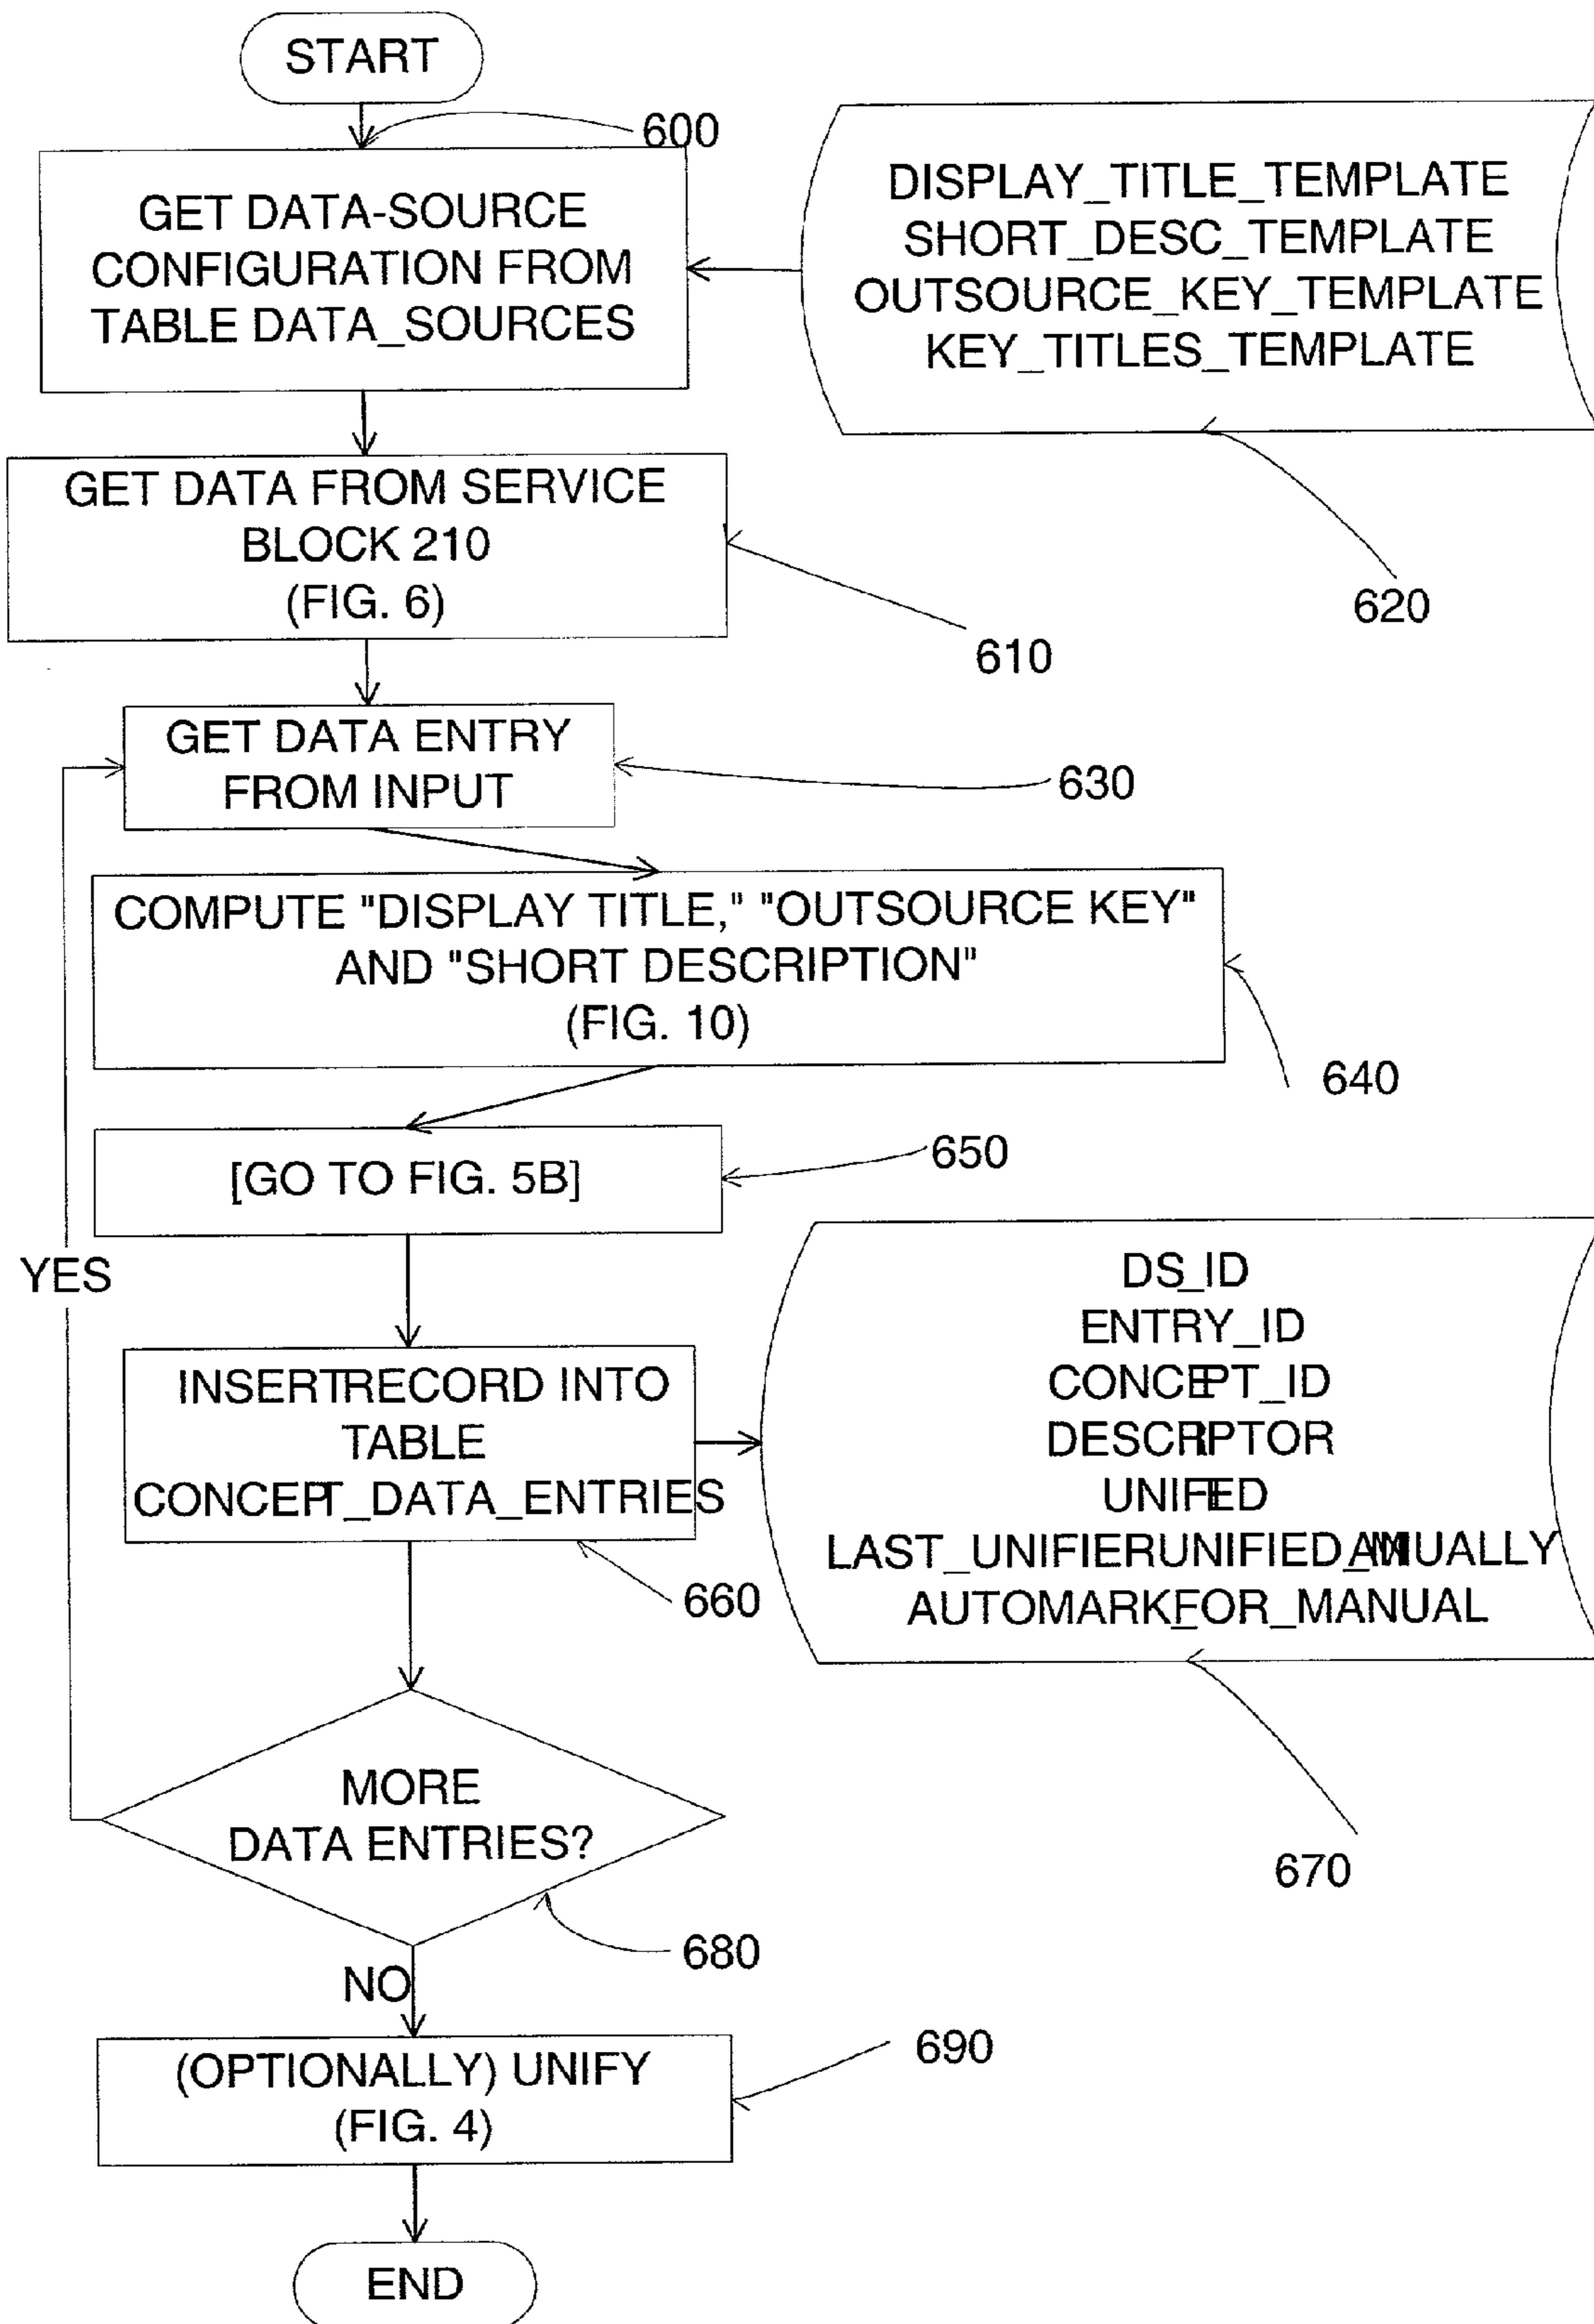 START
600
GET DATA-SOURCE
CONFIGURATION FROM
TABLE DATA_SOURCES
DISPLAY_TITLE_TEMPLATE
SHORT_DESC_TEMPLATE
OUTSOURCE_KEY_TEMPLATE
KEY_TITLES_TEMPLATE
620
GET DATA FROM SERVICE
BLOCK 210
(FIG. 6)
610
GET DATA ENTRY
FROM INPUT
630
COMPUTE "DISPLAY TITLE," "OUTSOURCE KEY"
AND "SHORT DESCRIPTION"
(FIG. 10)
640
[GO TO FIG. 5B]
650
YES
INSERT RECORD INTO
TABLE
CONCEPT_DATA_ENTRIES
660
DS_ID
ENTRY_ID
CONCEPT_ID
DESCRIPTOR
UNIFIED
LAST_UNIFIERUNIFIED_MANUALLY
AUTOMARK_FOR_MANUAL
670
MORE
DATA ENTRIES?
680
NO
(OPTIONALLY) UNIFY
(FIG. 4)
690
END